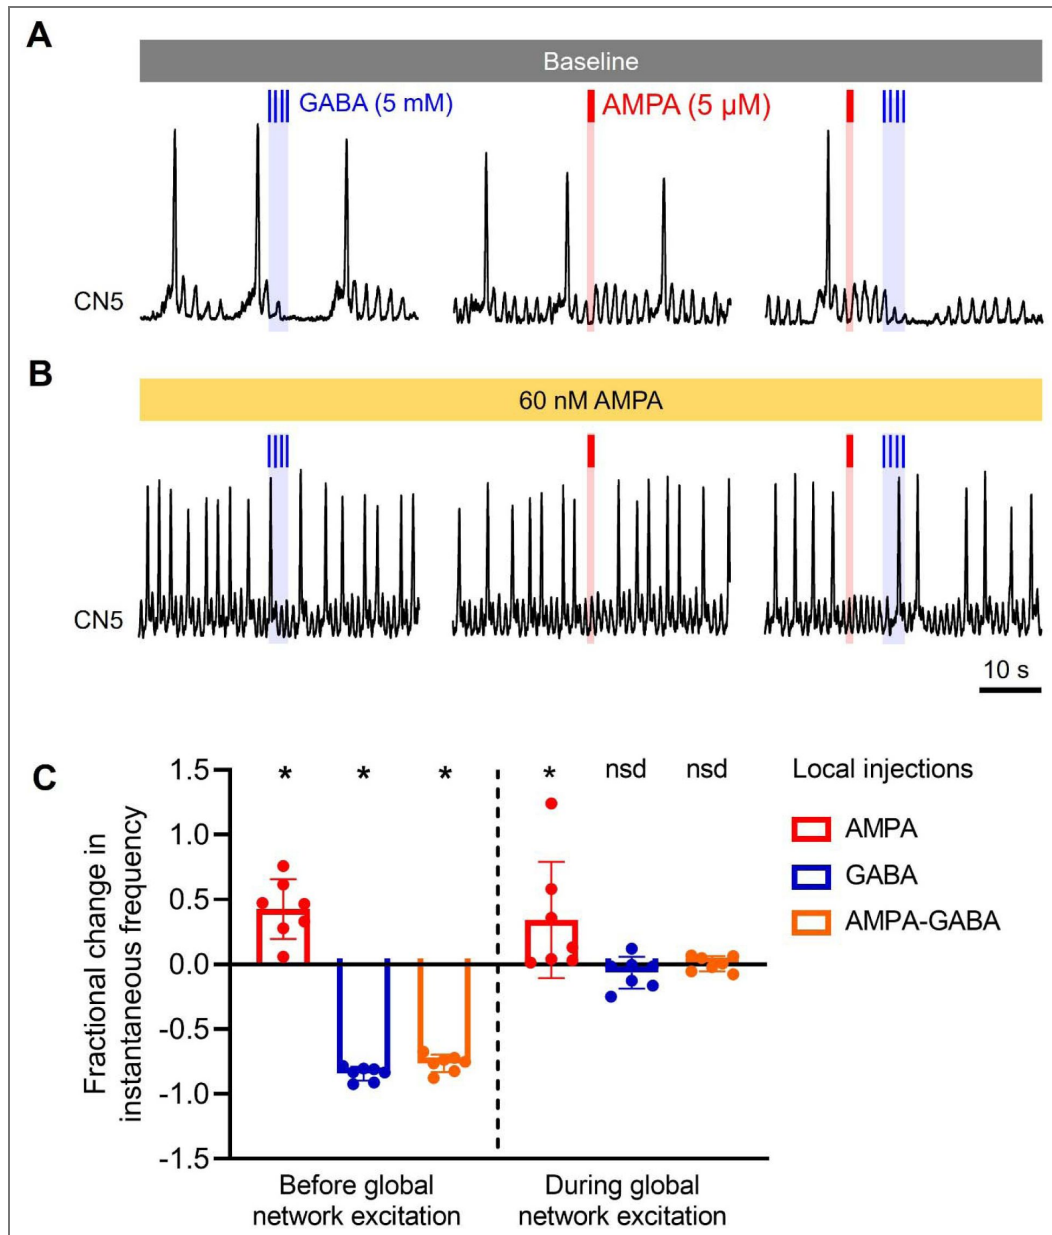 A
Baseline
GABA (5 mM)
AMPA (5 µM)
CN5
B
60 nM AMPA
CN5
10 s
C
Fractional change in
instantaneous frequency
1.5
1.0
0.5
0.0
-0.5
-1.0
-1.5
* * * * nsd nsd
Before global
network excitation
During global
network excitation
Local injections
AMPA
GABA
AMPA-GABA